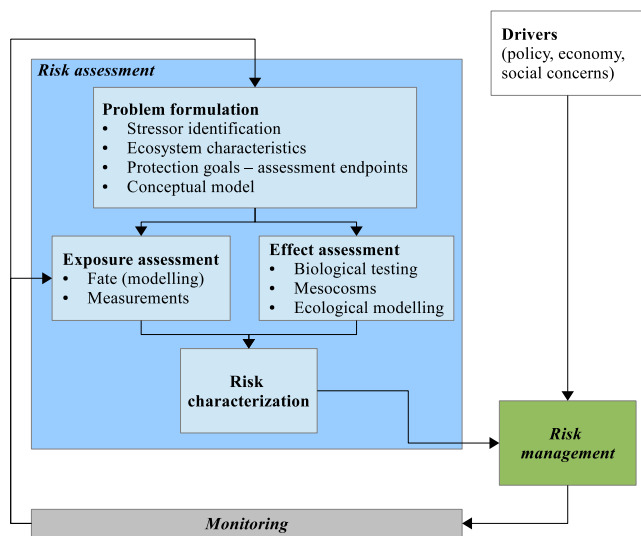 Drivers
(policy, economy,
social concerns)
Risk assessment
Problem formulation
• Stressor identification
• Ecosystem characteristics
• Protection goals – assessment endpoints
• Conceptual model
Exposure assessment
• Fate (modelling)
• Measurements
Effect assessment
• Biological testing
• Mesocosms
• Ecological modelling
Risk
characterization
Risk
management
Monitoring